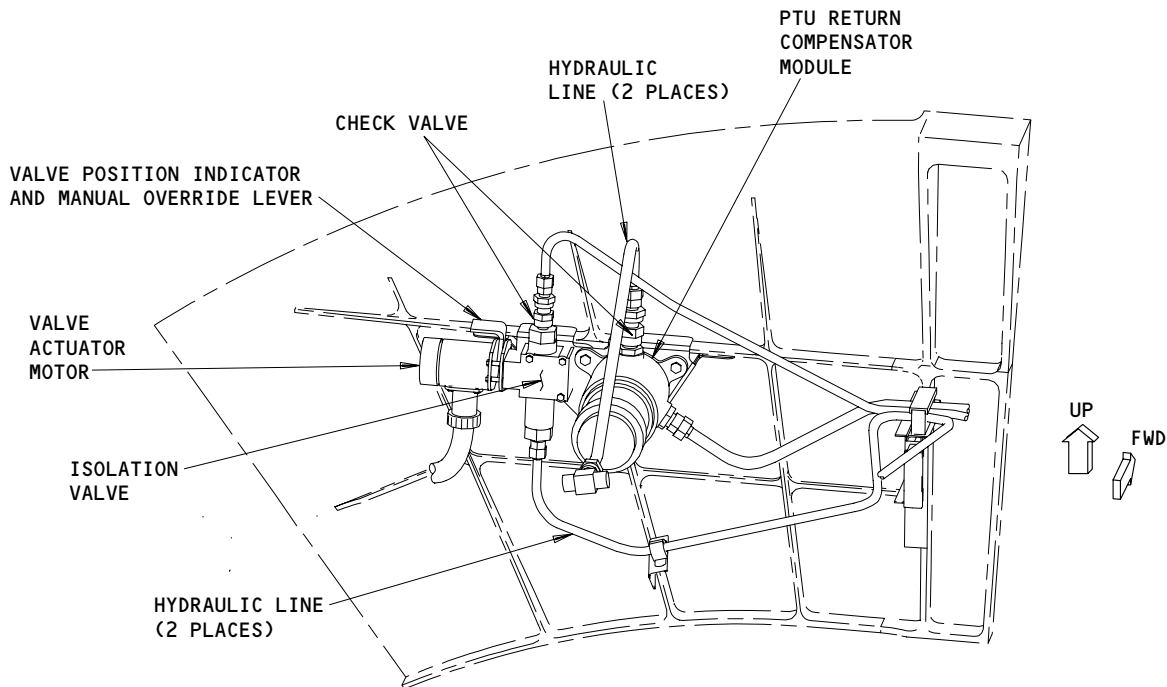 PTU RETURN
COMPENSATOR
MODULE
HYDRAULIC
LINE (2 PLACES)
CHECK VALVE
VALVE POSITION INDICATOR
AND MANUAL OVERRIDE LEVER
VALVE
ACTUATOR
MOTOR
UP
FWD
ISOLATION
VALVE
HYDRAULIC LINE
(2 PLACES)